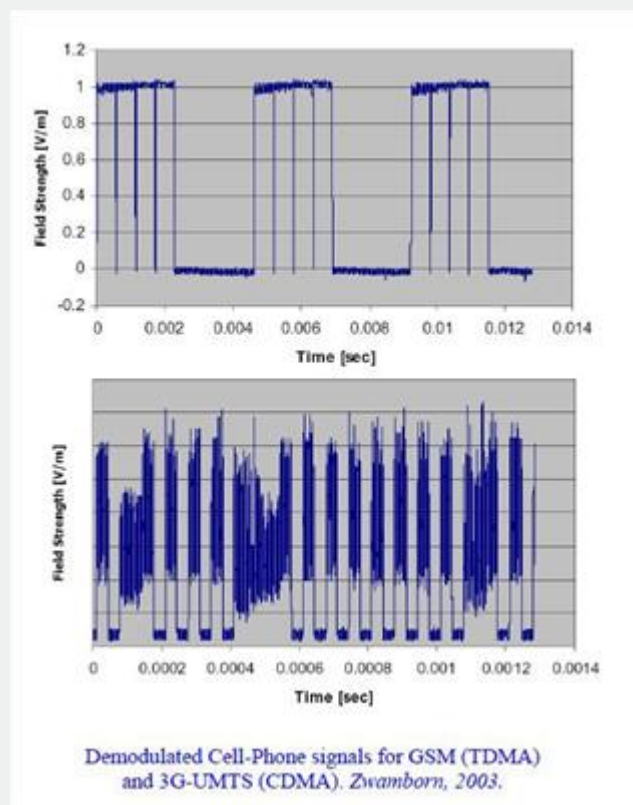 1.2
1
0.8
0.6
0.4
0.2
0
-0.2
Field Strength [V/m]
0 0.002 0.004 0.006 0.008 0.01 0.012 0.014
Time [sec]
Field Strength [V/m]
0 0.0002 0.0004 0.0006 0.0008 0.001 0.0012 0.0014
Time [sec]
Demodulated Cell-Phone signals for GSM (TDMA)
and 3G-UMTS (CDMA). Zwamborn, 2003.